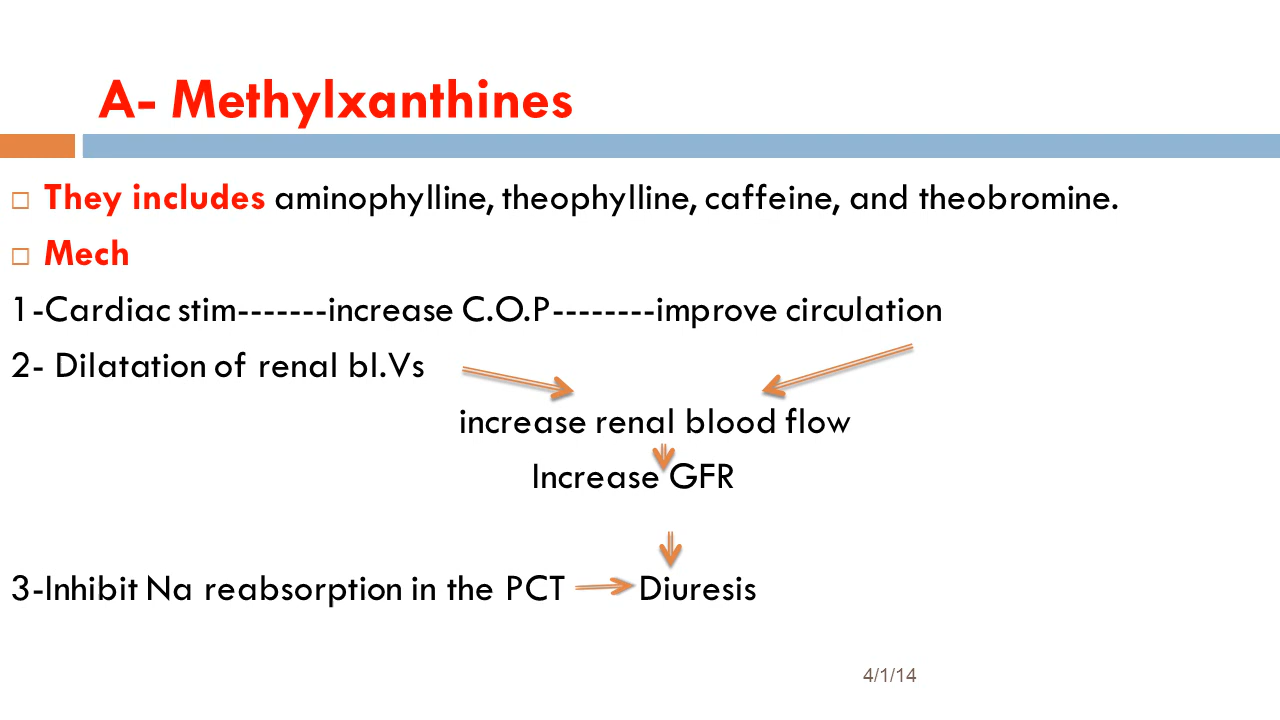 A- Methylxanthines
They includes aminophylline, theophylline, caffeine, and theobromine.
Mech
1-Cardiac stim-------increase C.O.P--------improve circulation
2- Dilatation of renal bl.Vs
increase renal blood flow
Increase GFR
3-Inhibit Na reabsorption in the PCT Diuresis
4/1/14